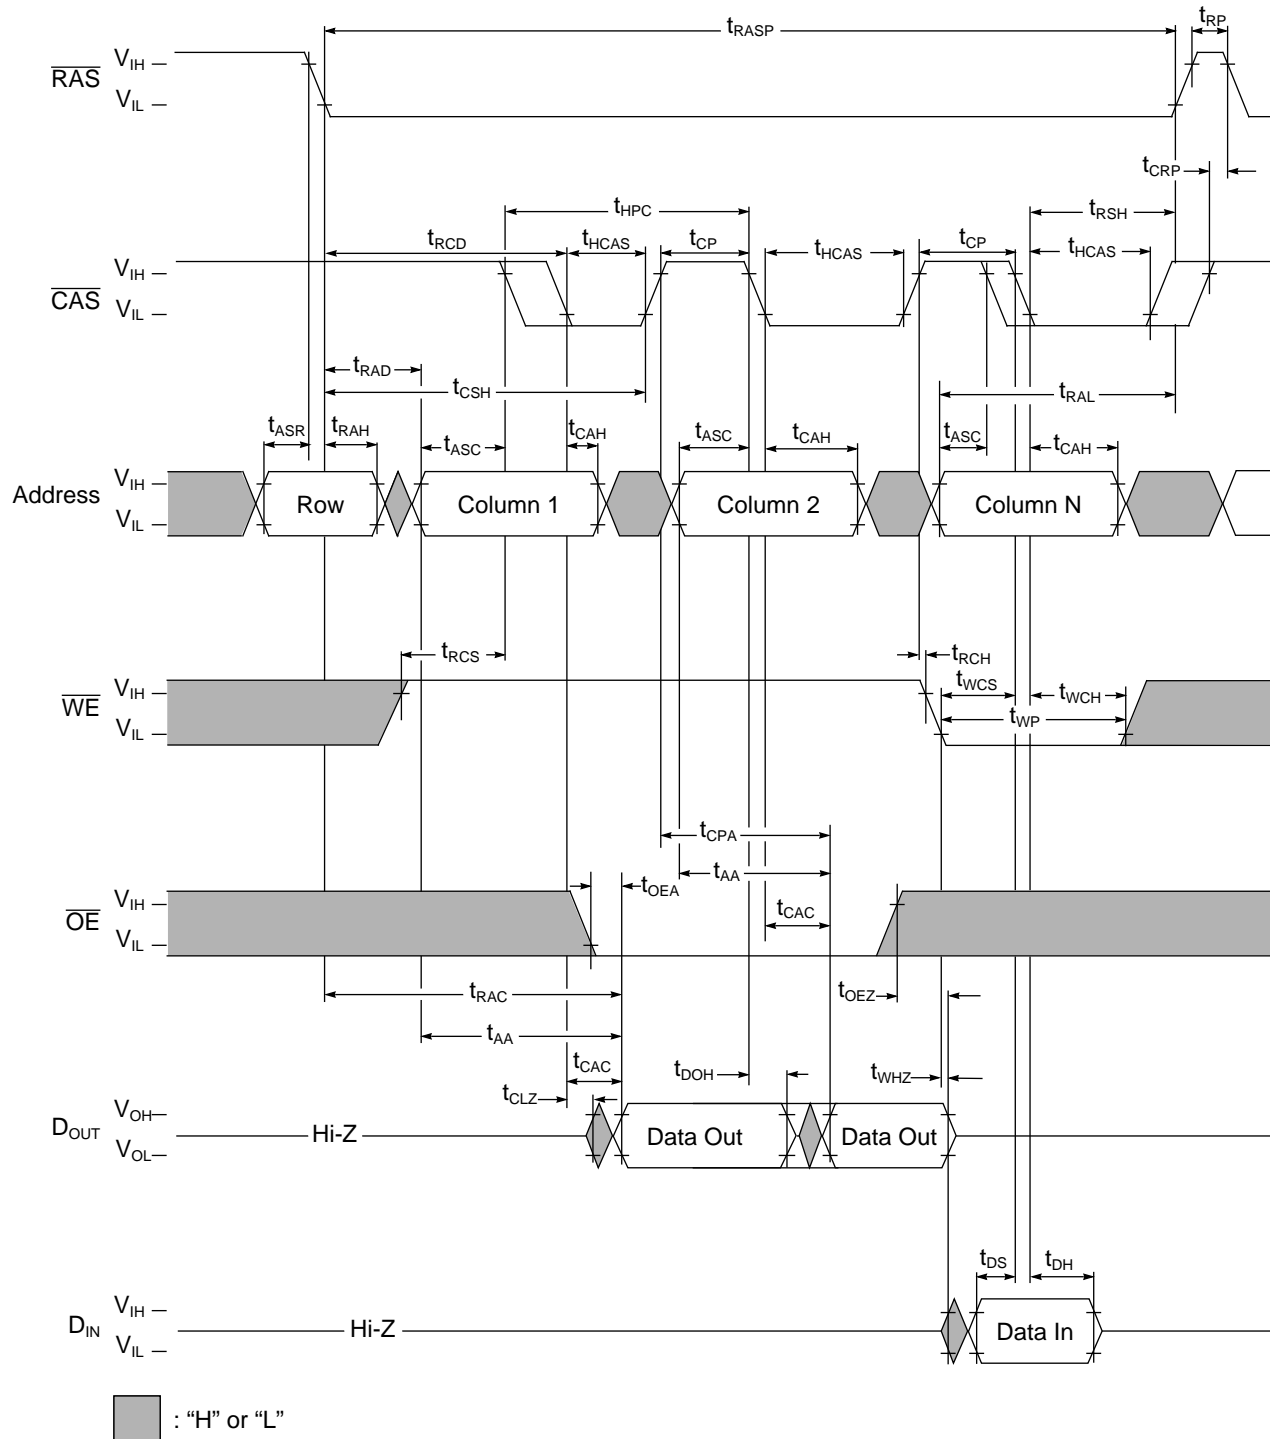 tRASP
tRP
RAS
VIH
VIL
tCRP
tHPC
tRSH
tRCD
tHCAS
tCP
tHCAS
tCP
tHCAS
CAS
VIH
VIL
tRAD
tCSH
tRAL
tASR
tRAH
tASC
tCAH
tASC
tCAH
tASC
tCAH
Address
VIH
VIL
Row
Column 1
Column 2
Column N
tRCS
tRCH
WE
VIH
VIL
tWCS
tWCH
tWP
tCPA
tOEA
tAA
tCAC
OE
VIH
VIL
tRAC
tOEZ
tAA
tCAC
tDOH
tWHZ
tCLZ
DOUT
VOH
VOL
Hi-Z
Data Out
Data Out
tDS
tDH
DIN
VIH
VIL
Hi-Z
Data In
: “H” or “L”